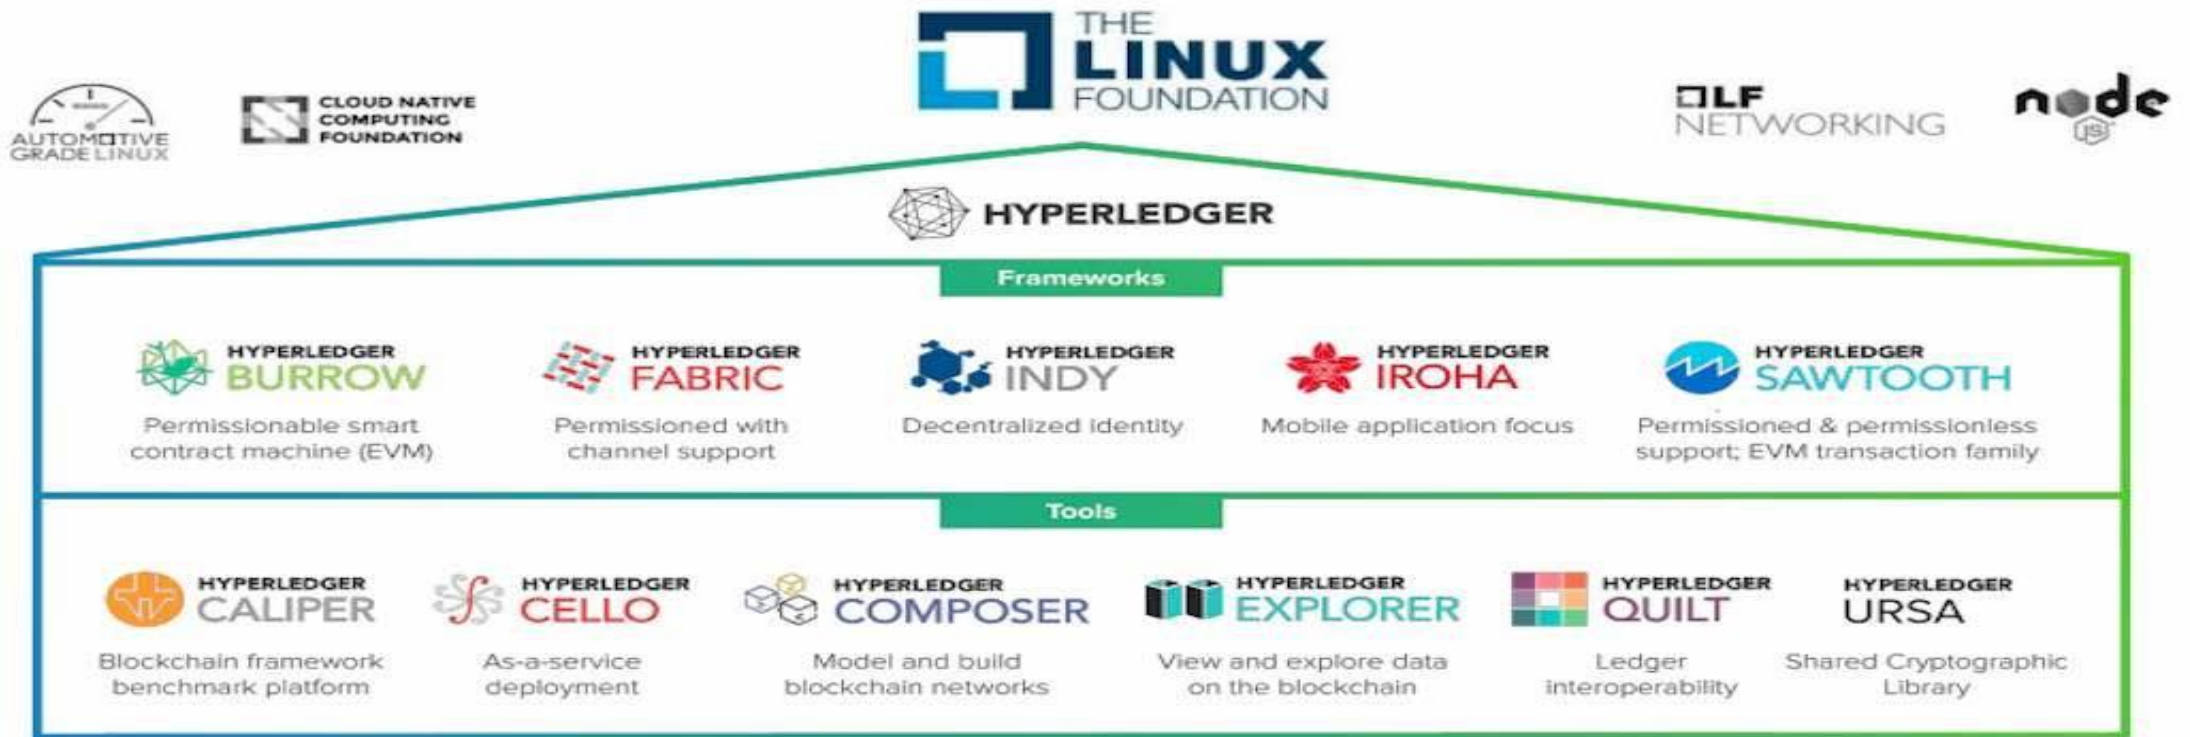 THE
LINUX
FOUNDATION
AUTOMOTIVE
GRADE LINUX
CLOUD NATIVE
COMPUTING
FOUNDATION
LF
NETWORKING
node
JS
HYPERLEDGER
Frameworks
HYPERLEDGER
BURROW
Permissionable smart
contract machine (EVM)
HYPERLEDGER
FABRIC
Permissioned with
channel support
HYPERLEDGER
INDY
Decentralized identity
HYPERLEDGER
IROHA
Mobile application focus
HYPERLEDGER
SAWTOOTH
Permissioned & permissionless
support; EVM transaction family
Tools
HYPERLEDGER
CALIPER
Blockchain framework
benchmark platform
HYPERLEDGER
CELLO
As-a-service
deployment
HYPERLEDGER
COMPOSER
Model and build
blockchain networks
HYPERLEDGER
EXPLORER
View and explore data
on the blockchain
HYPERLEDGER
QUILT
Ledger
interoperability
HYPERLEDGER
URSA
Shared Cryptographic
Library